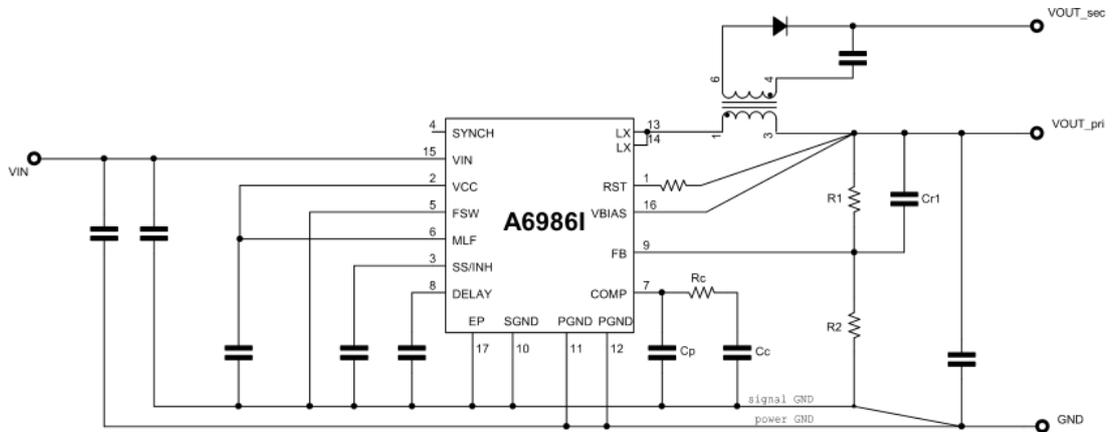 VOUT_sec
6
4
VOUT_pri
1
3
4
SYNCH
LX
13
LX
14
VIN
15
VIN
2
VCC
RST
1
R1
Cr1
5
FSW
A6986I
VBIAS
16
6
MLF
FB
9
3
SS/INH
Rc
8
DELAY
COMP
7
EP
SGND
PGND
PGND
R2
17
10
11
12
Cp
Cc
signal GND
power GND
GND